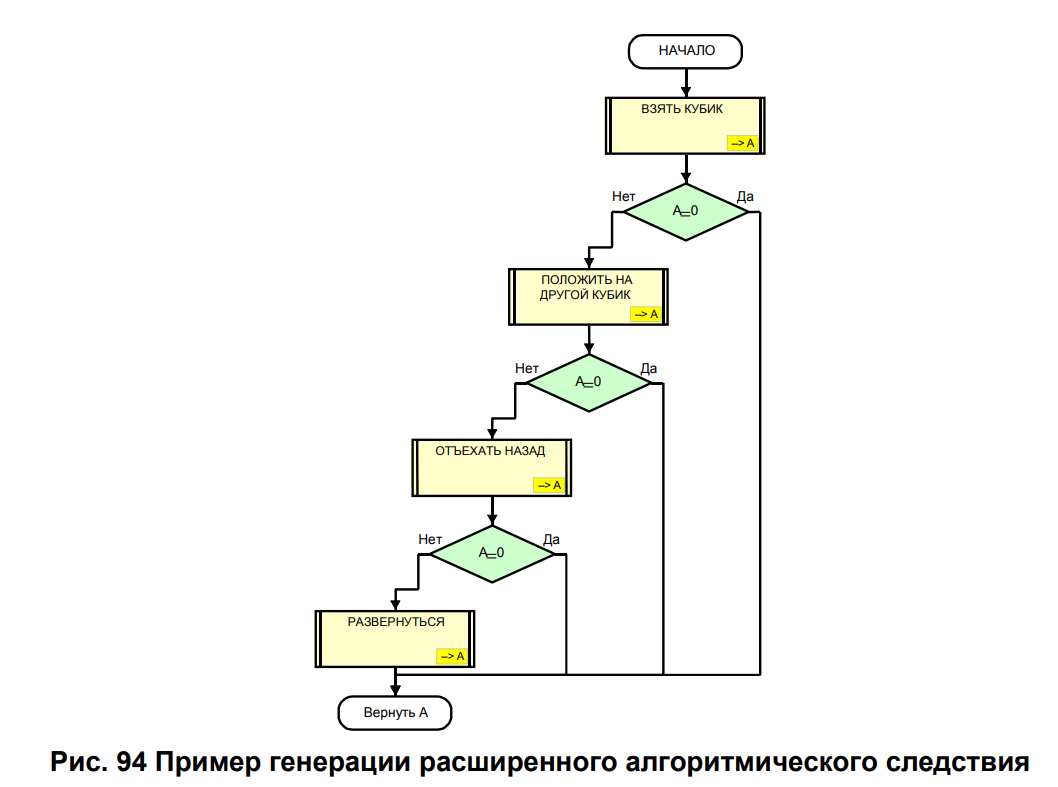 НАЧАЛО
ВЗЯТЬ КУБИК
--> A
Нет
Да
A=0
ПОЛОЖИТЬ НА
ДРУГОЙ КУБИК
--> A
Нет
Да
A=0
ОТЪЕХАТЬ НАЗАД
--> A
Нет
Да
A=0
РАЗВЕРНУТЬСЯ
--> A
Вернуть A
Рис. 94 Пример генерации расширенного алгоритмического следствия